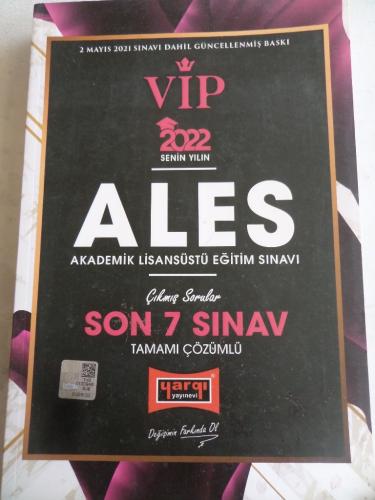 2 MAYIS 2021 SINAVI DAHİL GÜNCELLENMİŞ BASKI
VİP
2022
SENİN YILIN
ALES
AKADEMİK LİSANSÜSTÜ EĞİTİM SINAVI
Çıkmış Sorular
SON 7 SINAV
TAMAMI ÇÖZÜMLÜ
yargı
yayınevi
Değişimin Farkında Ol